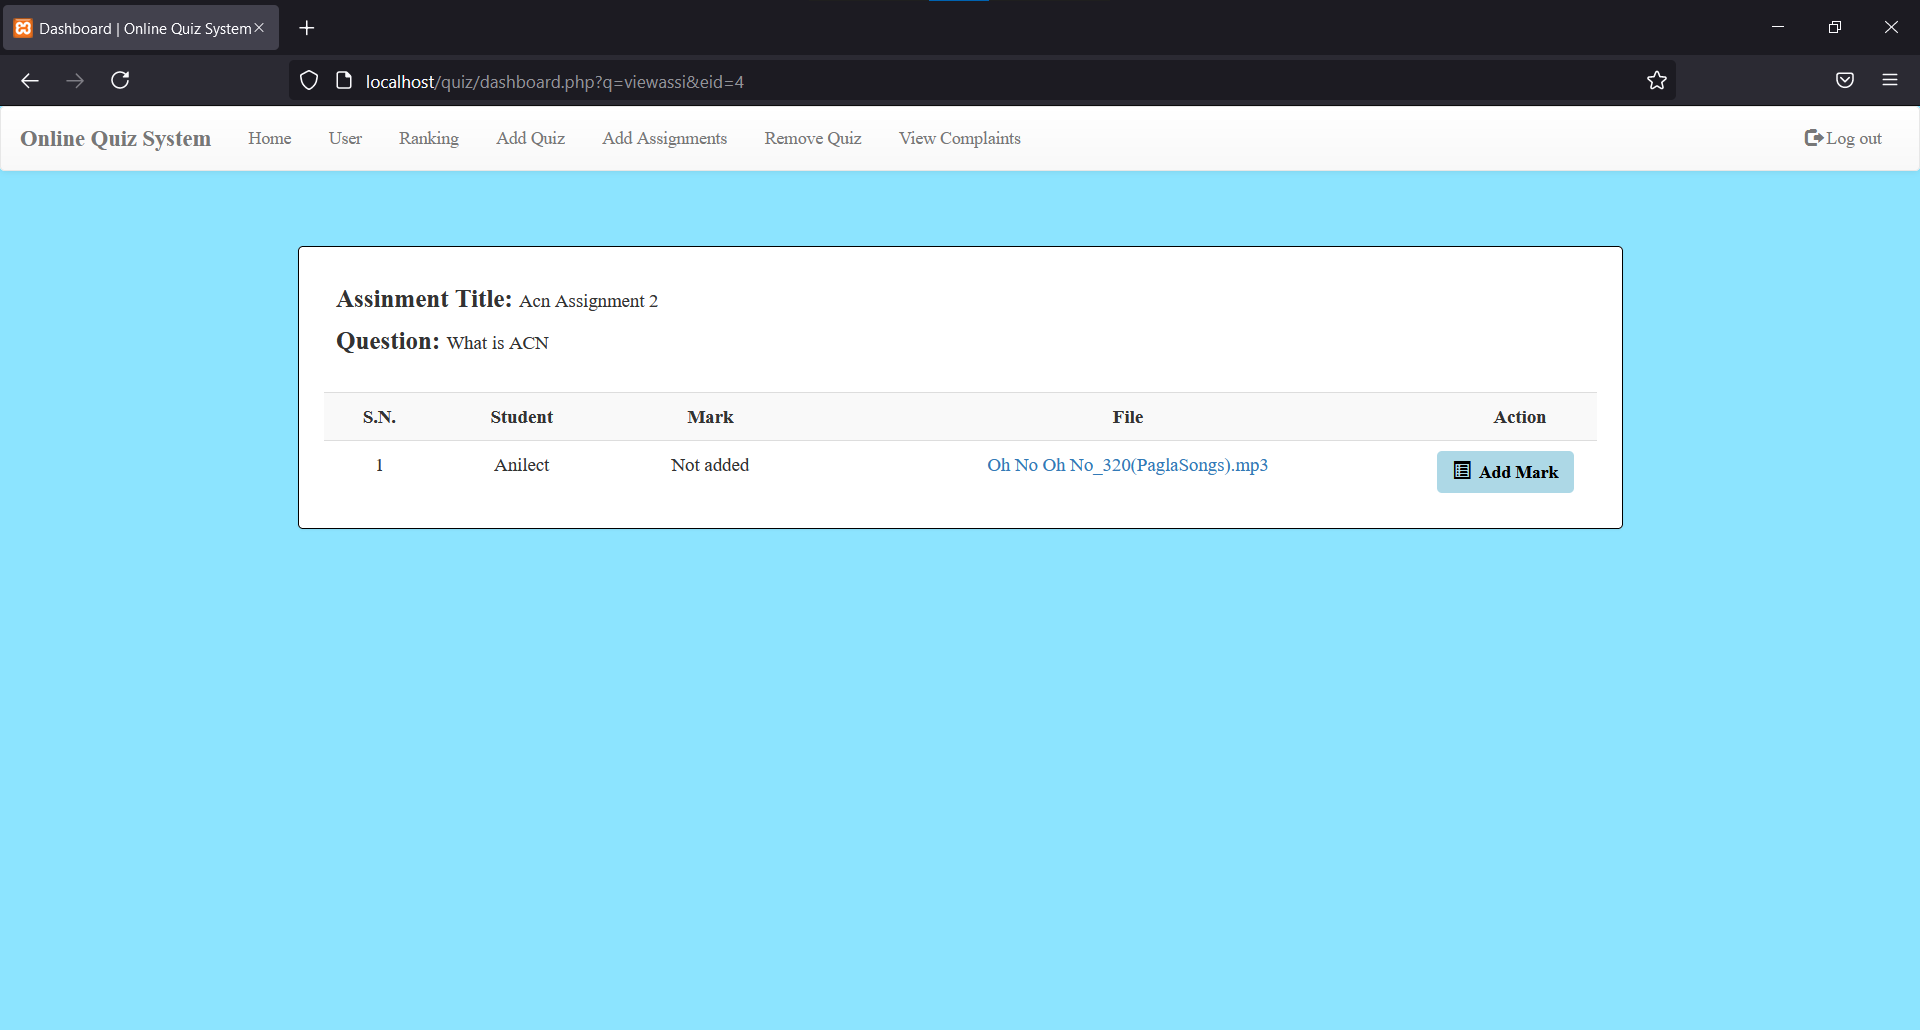 Dashboard | Online Quiz System
localhost/quiz/dashboard.php?q=viewassi&eid=4
Online Quiz System Home User Ranking Add Quiz Add Assignments Remove Quiz View Complaints Log out
Assinment Title: Acn Assignment 2
Question: What is ACN
S.N. Student Mark File Action
1 Anilect Not added Oh No Oh No_320(PaglaSongs).mp3 Add Mark